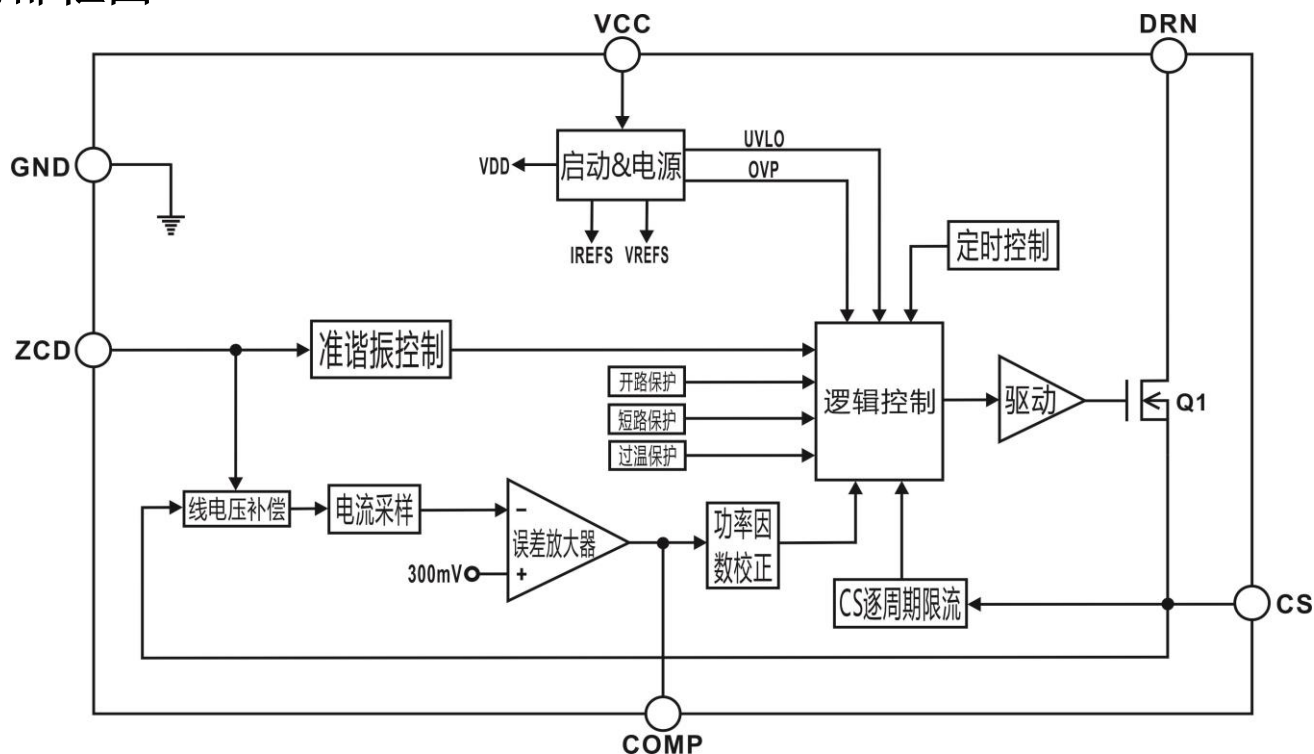 VCC
DRN
GND
UVLO
VDD
启动&电源
OVP
IREFS
VREFS
定时控制
ZCD
准谐振控制
开路保护
短路保护
过温保护
逻辑控制
驱动
Q1
线电压补偿
电流采样
−
误差放大器
300mV
+
功率因
数校正
CS逐周期限流
CS
COMP